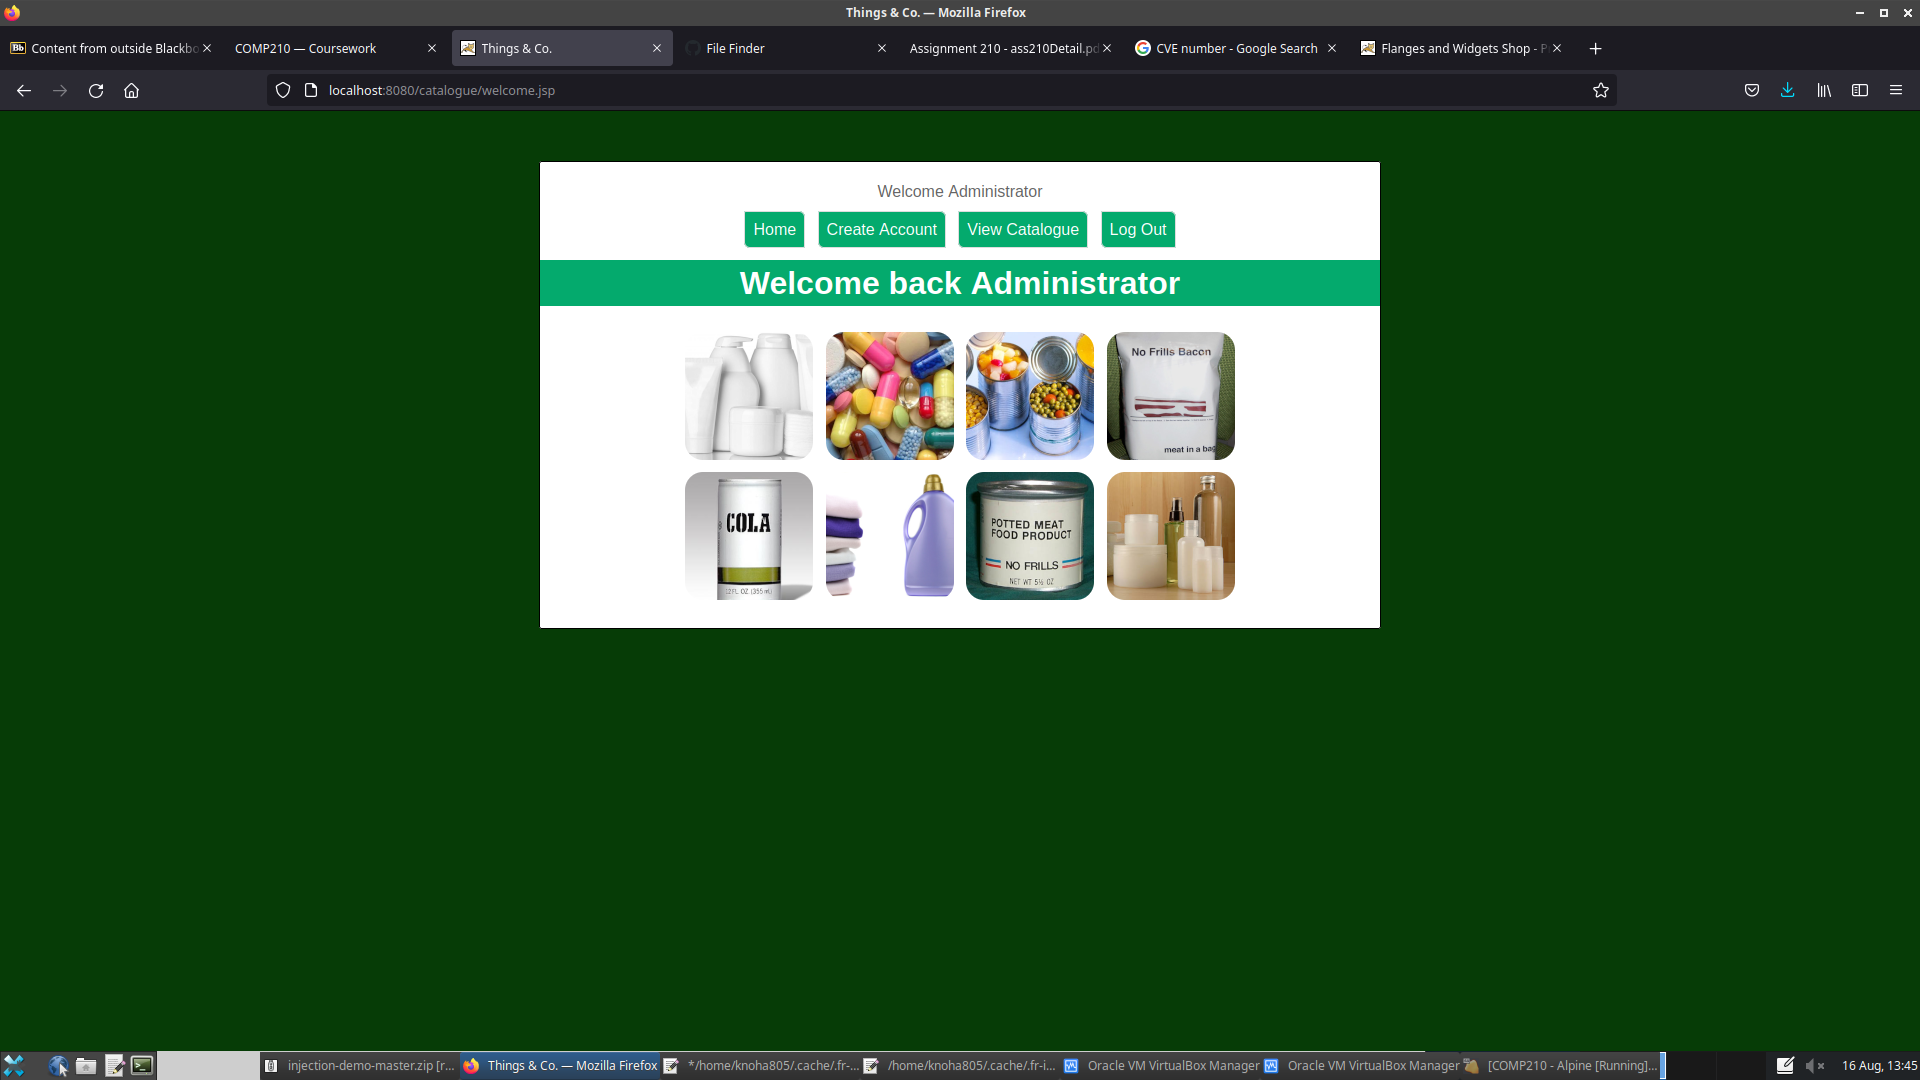 Things & Co. — Mozilla Firefox
Content from outside Blackbo
COMP210 — Coursework
Things & Co.
File Finder
Assignment 210 - ass210Detail.pd
CVE number - Google Search
Flanges and Widgets Shop - P
localhost:8080/catalogue/welcome.jsp
Welcome Administrator
Home
Create Account
View Catalogue
Log Out
Welcome back Administrator
No Frills Bacon
meat in a bag
COLA
12 FL. OZ. (355 mL)
POTTED MEAT
FOOD PRODUCT
NO FRILLS
NET WT 5½ OZ
injection-demo-master.zip [r...
Things & Co. — Mozilla Firefox
*/home/knoha805/.cache/.fr-...
/home/knoha805/.cache/.fr-i...
Oracle VM VirtualBox Manager
Oracle VM VirtualBox Manager
[COMP210 - Alpine [Running]...
16 Aug, 13:45